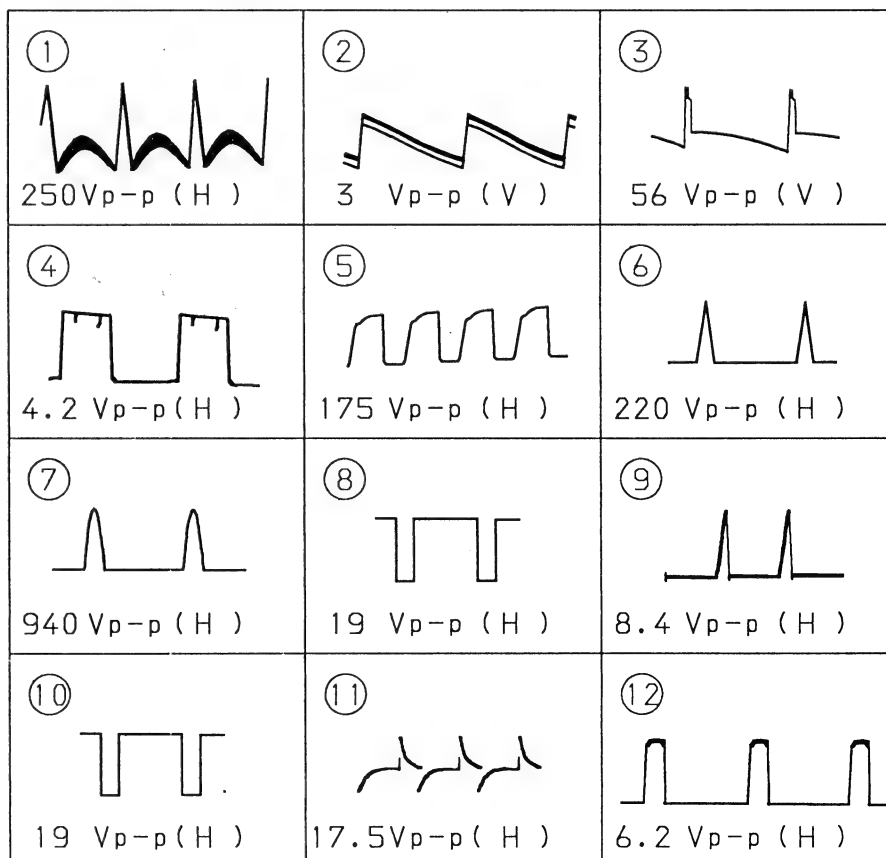 ①
②
③
250Vp-p (H)
3 Vp-p (V)
56 Vp-p (V)
④
⑤
⑥
4.2 Vp-p(H)
175 Vp-p (H)
220 Vp-p (H)
⑦
⑧
⑨
940 Vp-p (H)
19 Vp-p (H)
8.4 Vp-p (H)
⑩
⑪
⑫
19 Vp-p(H)
17.5Vp-p(H)
6.2 Vp-p(H)